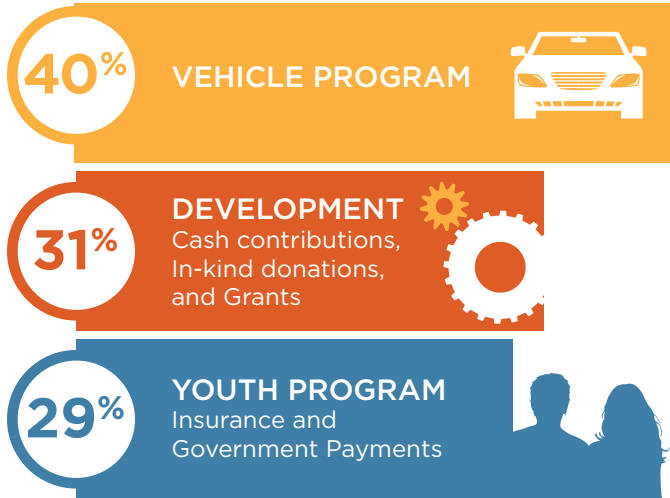 40%
VEHICLE PROGRAM
31%
DEVELOPMENT
Cash contributions,
In-kind donations,
and Grants
29%
YOUTH PROGRAM
Insurance and
Government Payments